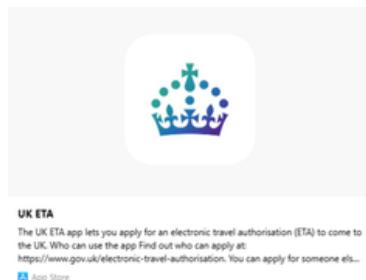 UK ETA
The UK ETA app lets you apply for an electronic travel authorisation (ETA) to come to
the UK. Who can use the app Find out who can apply at:
https://www.gov.uk/electronic-travel-authorisation. You can apply for someone els...
App Store